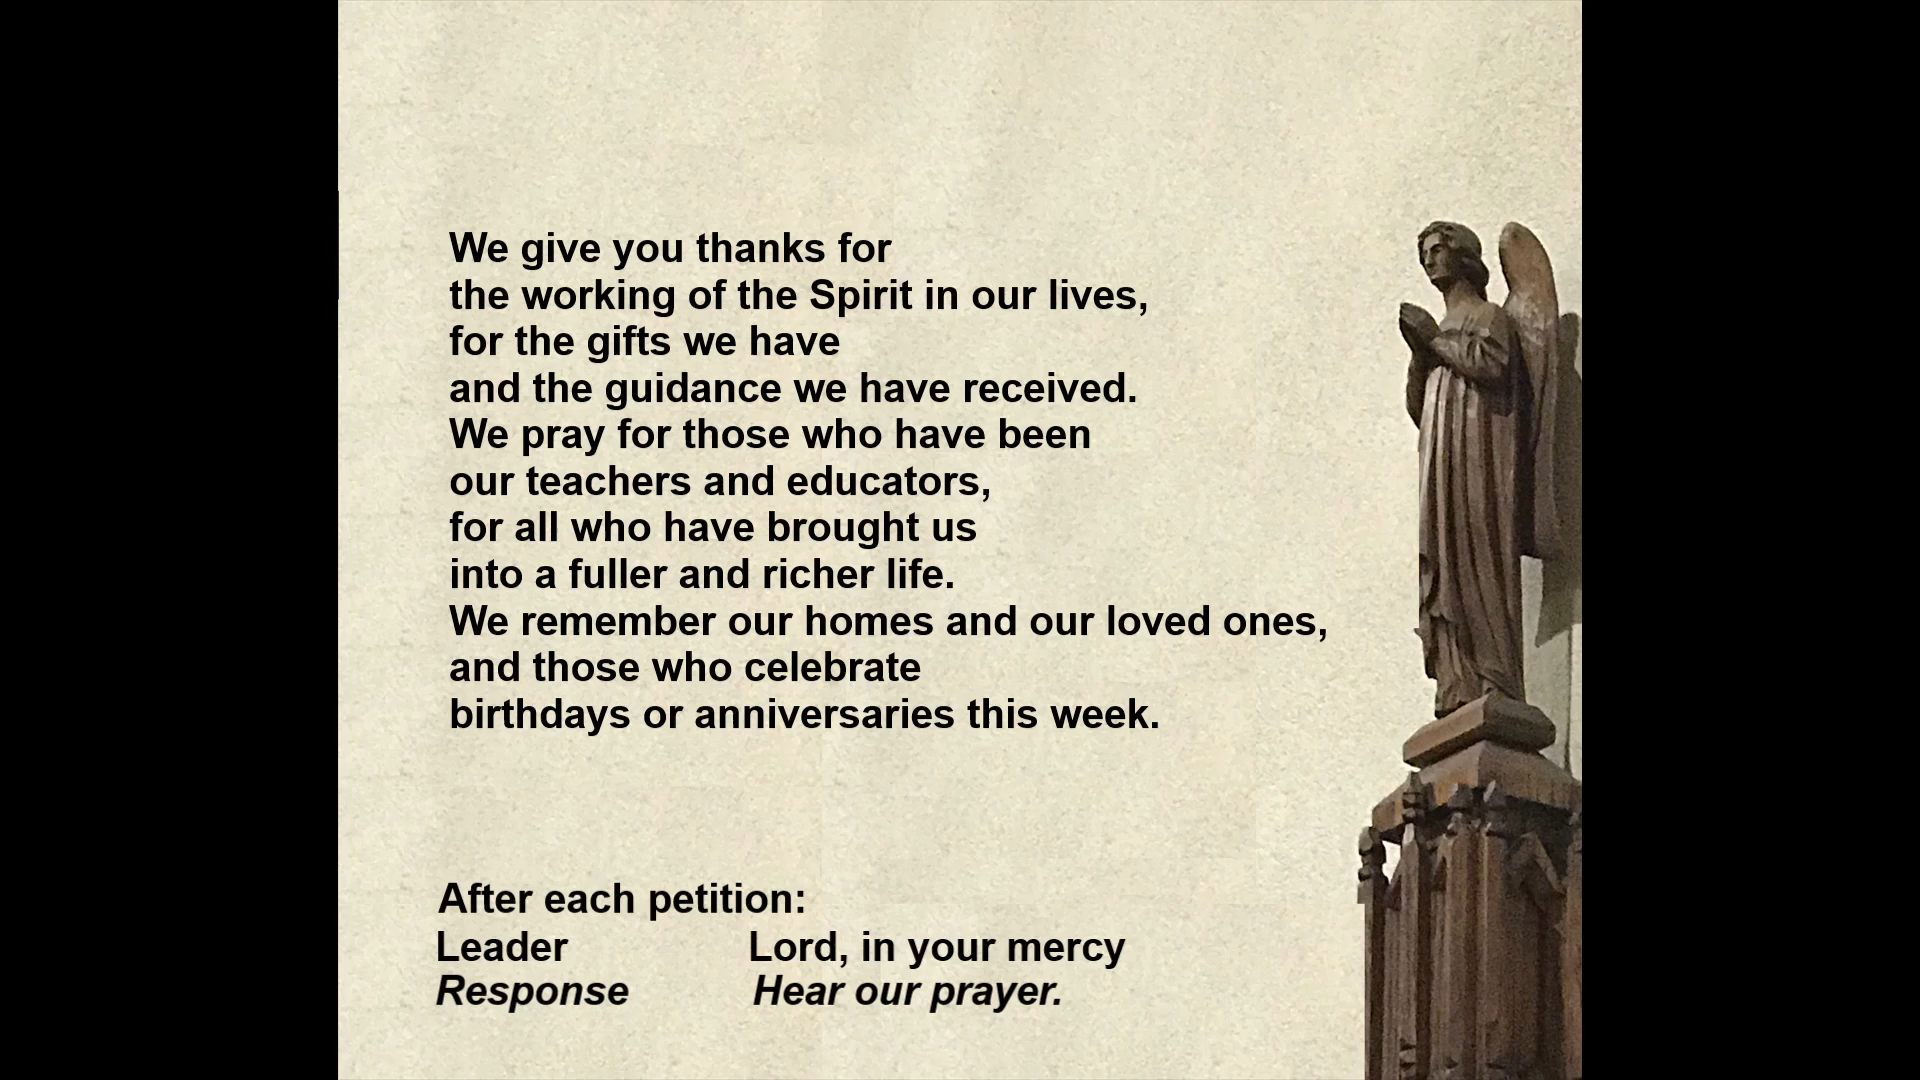 We give you thanks for
the working of the Spirit in our lives,
for the gifts we have
and the guidance we have received.
We pray for those who have been
our teachers and educators,
for all who have brought us
into a fuller and richer life.
We remember our homes and our loved ones,
and those who celebrate
birthdays or anniversaries this week.
After each petition:
Leader Lord, in your mercy
Response Hear our prayer.